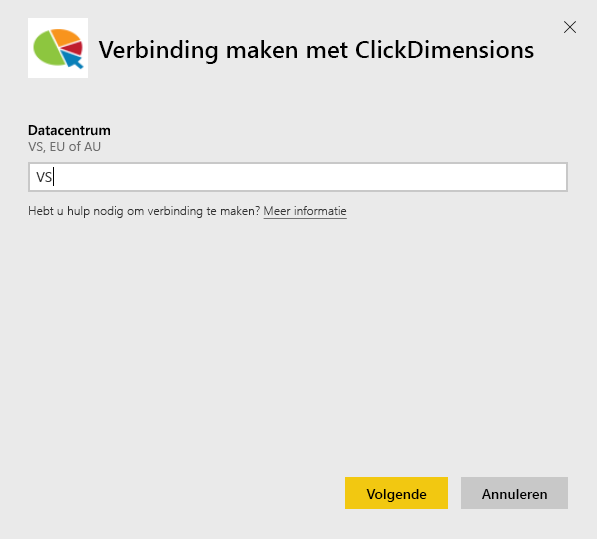 Verbinding maken met ClickDimensions
Datacentrum
VS, EU of AU
VS
Hebt u hulp nodig om verbinding te maken? Meer informatie
Volgende
Annuleren